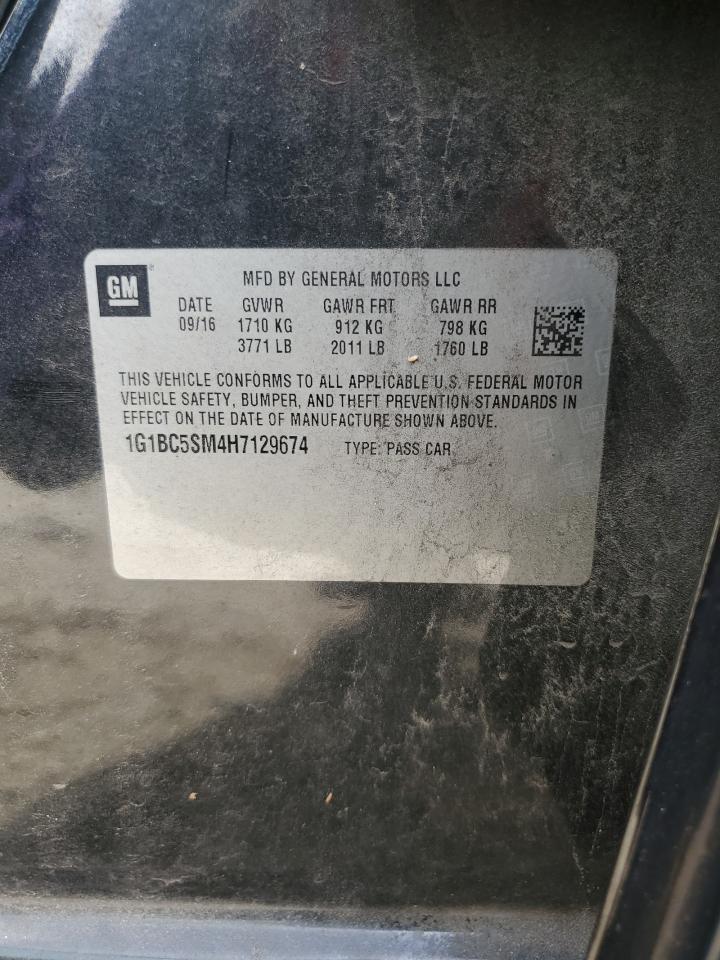 GM
MFD BY GENERAL MOTORS LLC
DATE GVWR GAWR FRT GAWR RR
09/16 1710 KG 912 KG 798 KG
3771 LB 2011 LB 1760 LB
THIS VEHICLE CONFORMS TO ALL APPLICABLE U.S. FEDERAL MOTOR
VEHICLE SAFETY, BUMPER, AND THEFT PREVENTION STANDARDS IN
EFFECT ON THE DATE OF MANUFACTURE SHOWN ABOVE.
1G1BC5SM4H7129674 TYPE: PASS CAR